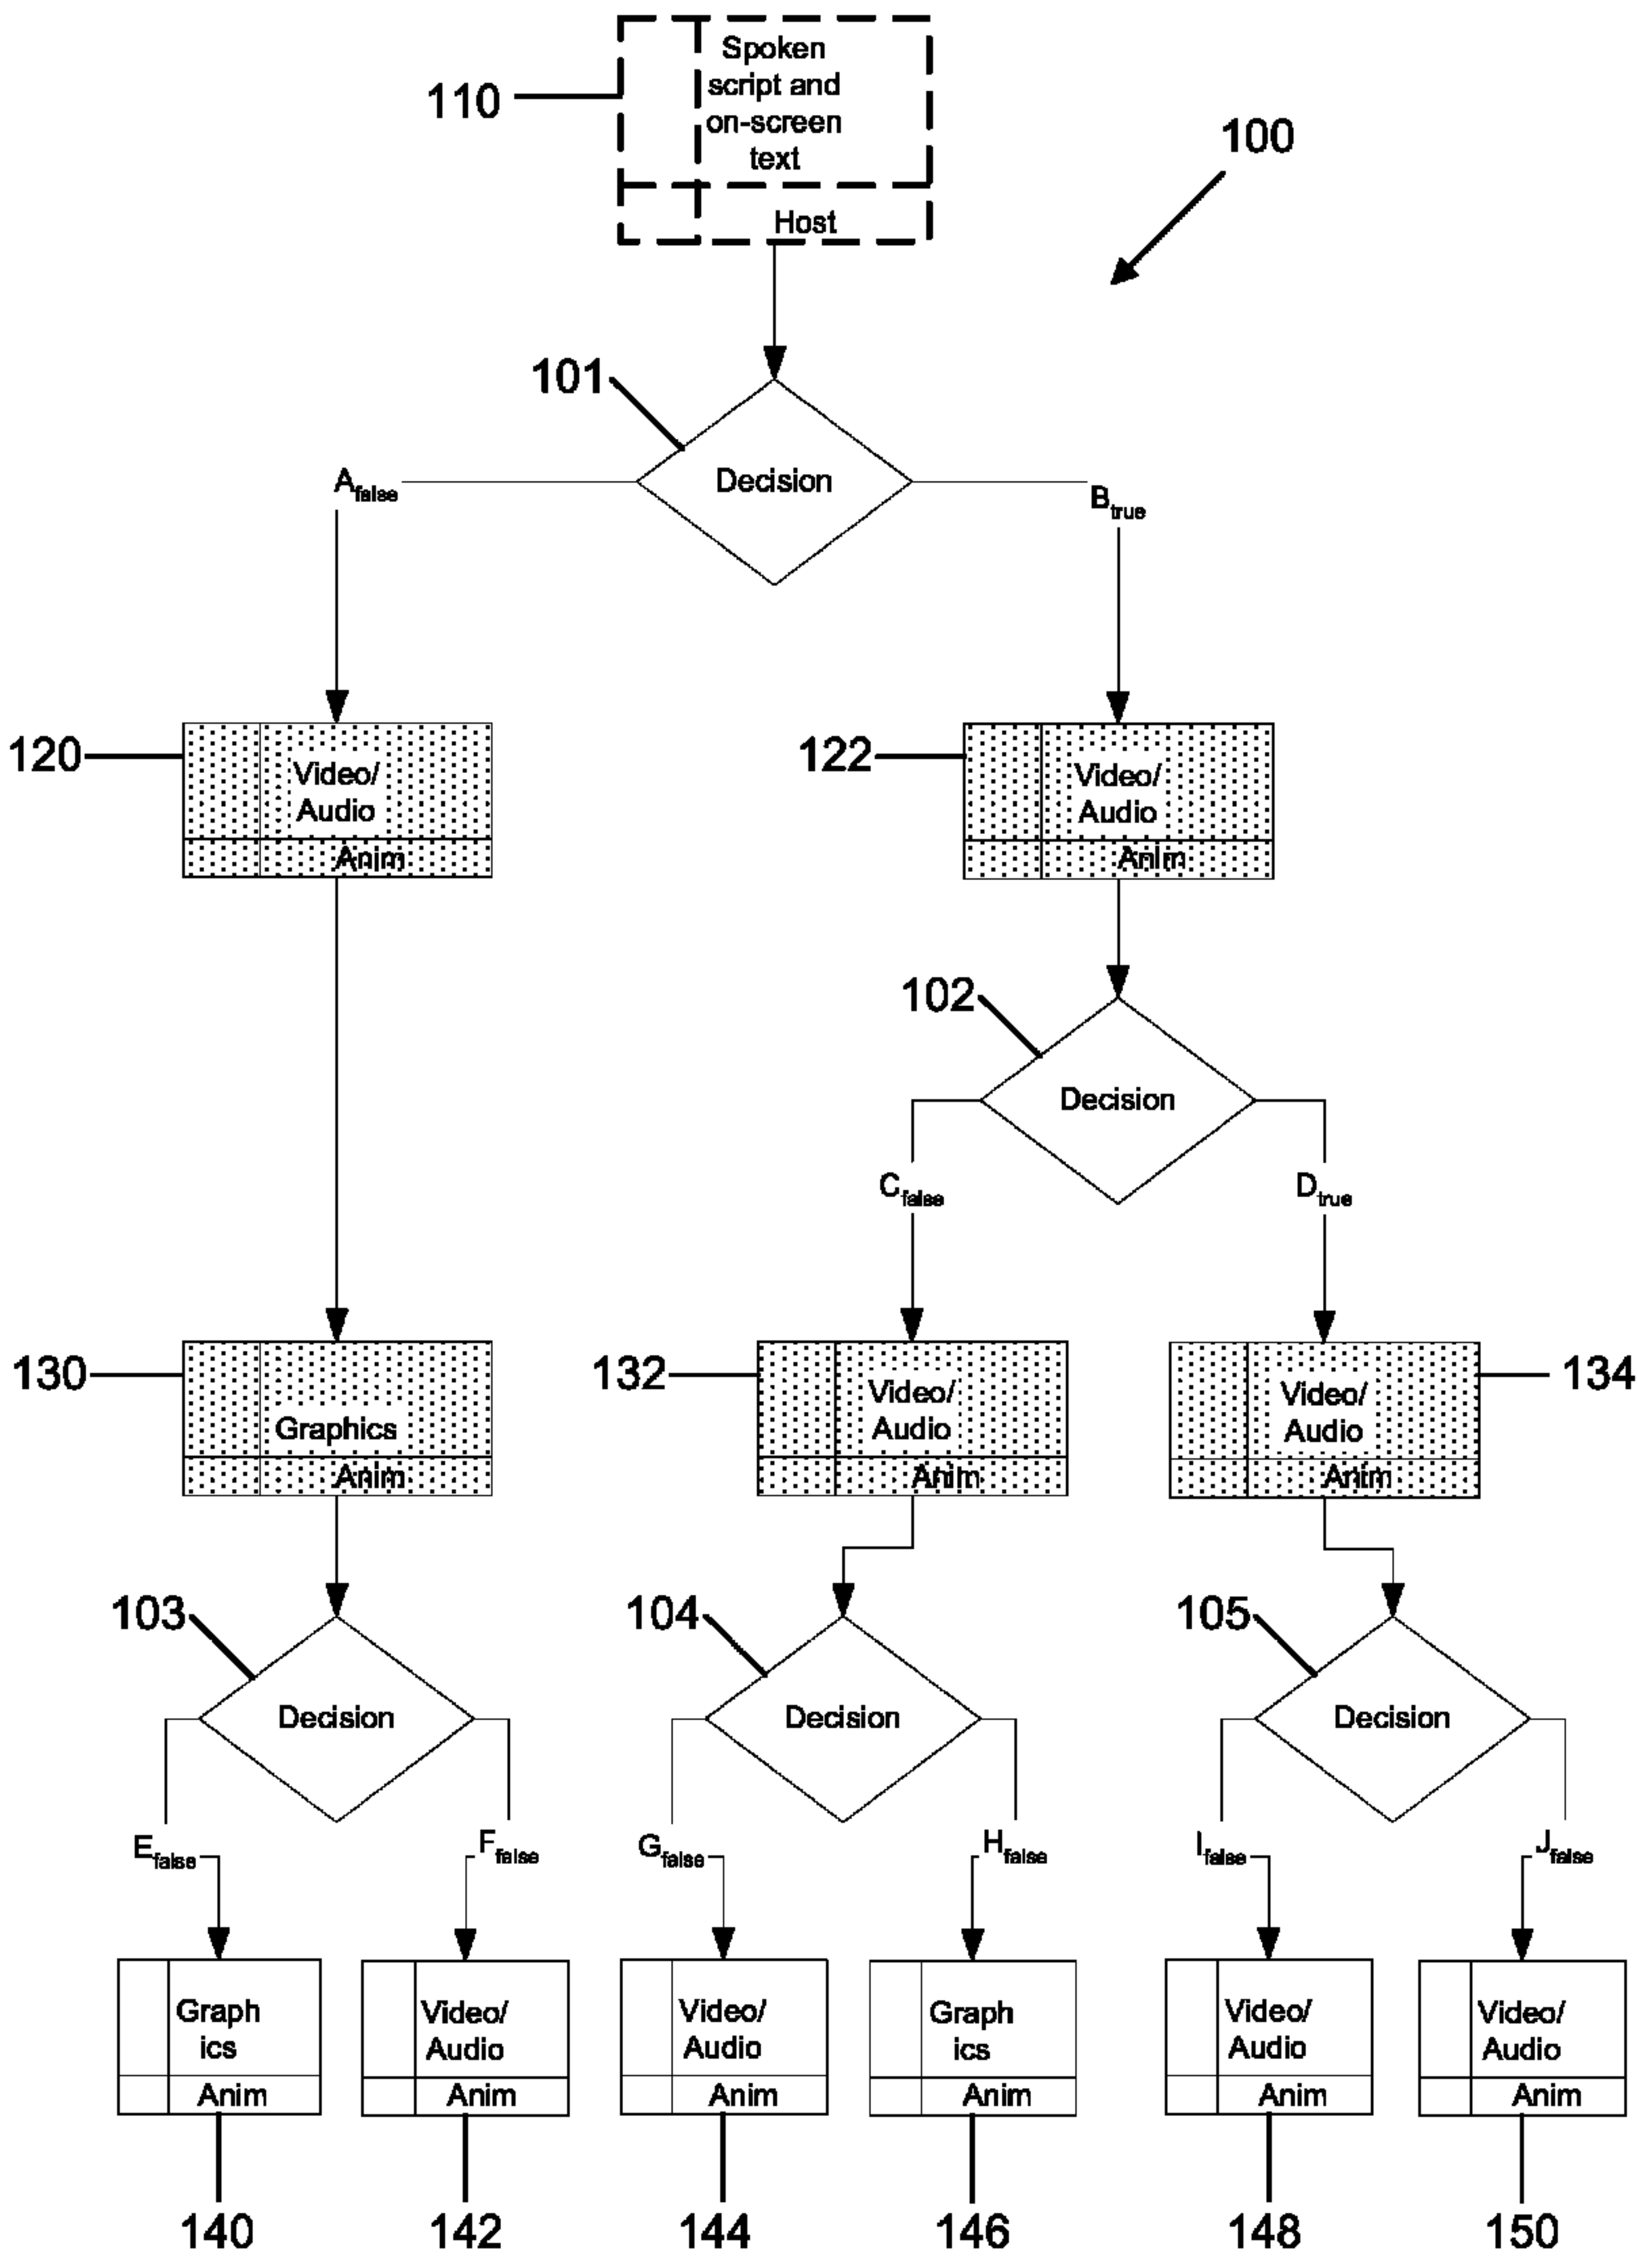 Spoken
script and
on-screen
text
110
100
Host
101
Decision
Afalse
Btrue
120
Video/
Audio
Anim
122
Video/
Audio
Anim
102
Decision
Cfalse
Dtrue
130
Graphics
Anim
132
Video/
Audio
Anim
134
Video/
Audio
Anim
103
Decision
104
Decision
105
Decision
Efalse
Ffalse
Gfalse
Hfalse
Ifalse
Jfalse
Graph
ics
Anim
Video/
Audio
Anim
Video/
Audio
Anim
Graph
ics
Anim
Video/
Audio
Anim
Video/
Audio
Anim
140
142
144
146
148
150